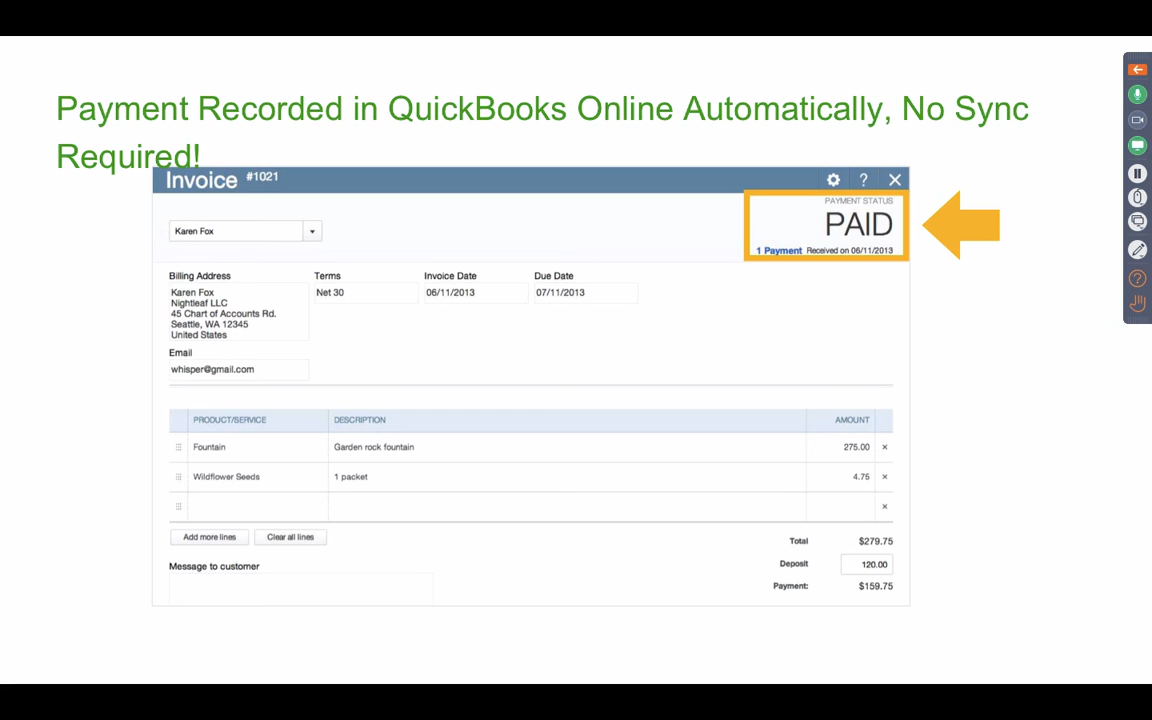 Payment Recorded in QuickBooks Online Automatically, No Sync
Required!
Invoice #1021
?
PAYMENT STATUS
PAID
1 Payment Received on 06/11/2013
Karen Fox
Billing Address Terms Invoice Date Due Date
Karen Fox Net 30 06/11/2013 07/11/2013
Nightleaf LLC
45 Chart of Accounts Rd.
Seattle, WA 12345
United States
Email
whisper@gmail.com
PRODUCT/SERVICE DESCRIPTION AMOUNT
Fountain Garden rock fountain 275.00
Wildflower Seeds 1 packet 4.75
Add more lines Clear all lines
Total $279.75
Deposit 120.00
Message to customer
Payment: $159.75